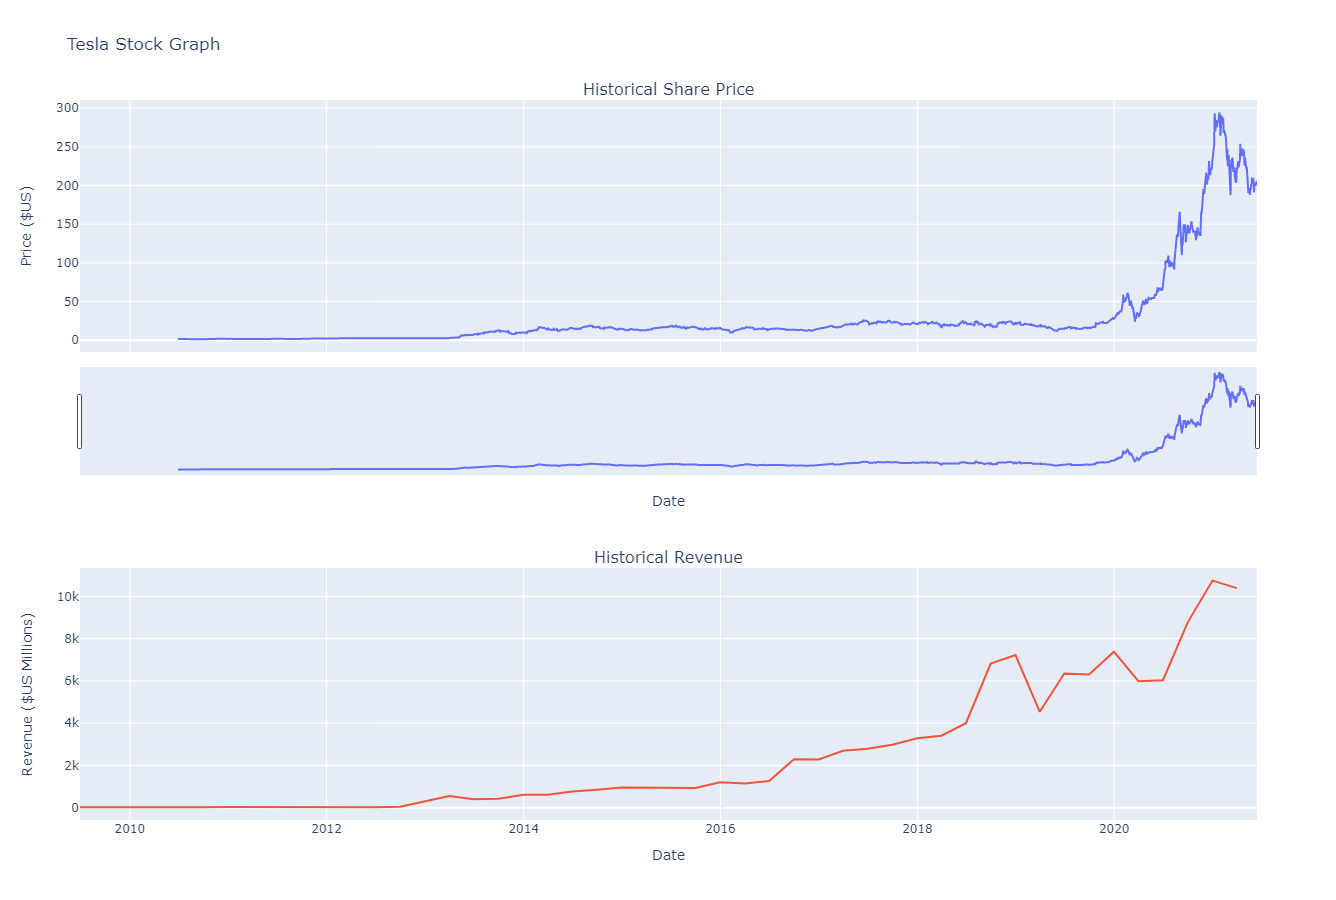 Tesla Stock Graph
Historical Share Price
300
250
200
150
100
50
0
Price ($US)
Date
Historical Revenue
10k
8k
6k
4k
2k
0
Revenue ($US Millions)
2010 2012 2014 2016 2018 2020
Date